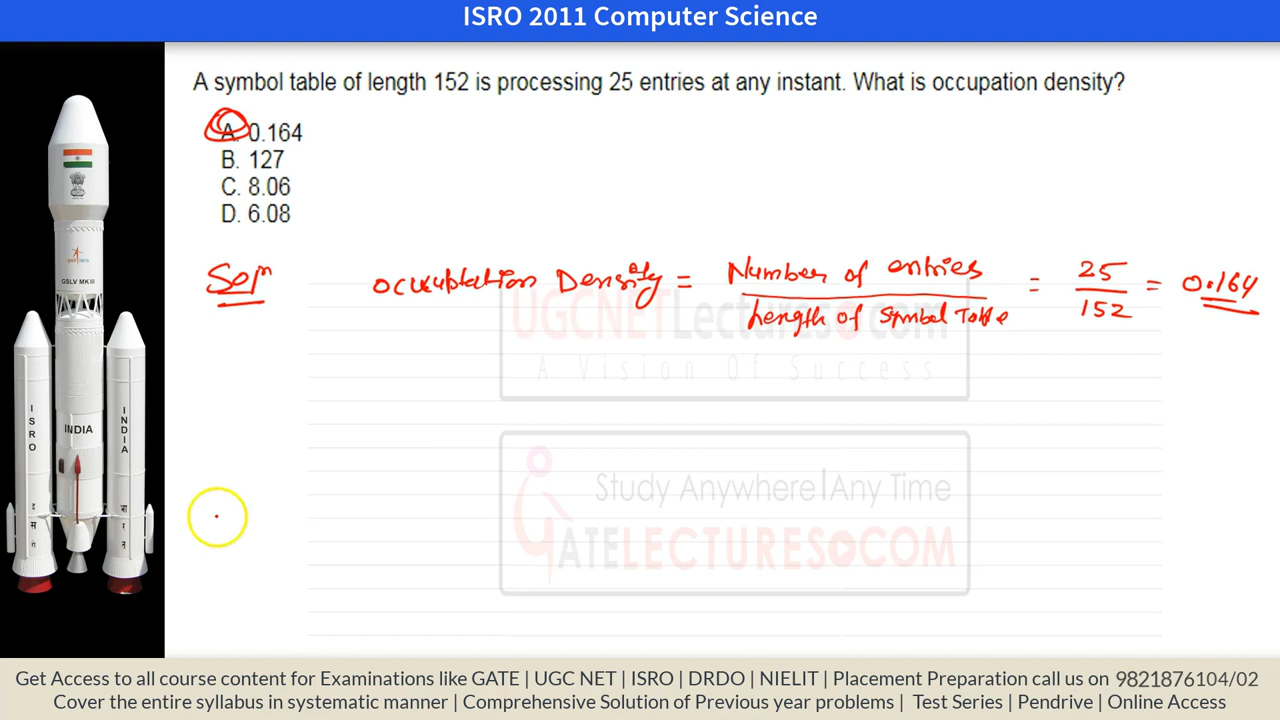 ISRO 2011 Computer Science
A symbol table of length 152 is processing 25 entries at any instant. What is occupation density?
A. 0.164
B. 127
C. 8.06
D. 6.08
Solⁿ
Number of entries
25
= = = 0.164
Length of Symbol Table
152
UGCNETLectures.com
A Vision Of Success
Study Anywhere|Any Time
GATELECTURES.COM
GSLV MK III
ISRO
INDIA
INDIA
Get Access to all course content for Examinations like GATE | UGC NET | ISRO | DRDO | NIELIT | Placement Preparation call us on 9821876104/02
Cover the entire syllabus in systematic manner | Comprehensive Solution of Previous year problems | Test Series | Pendrive | Online Access